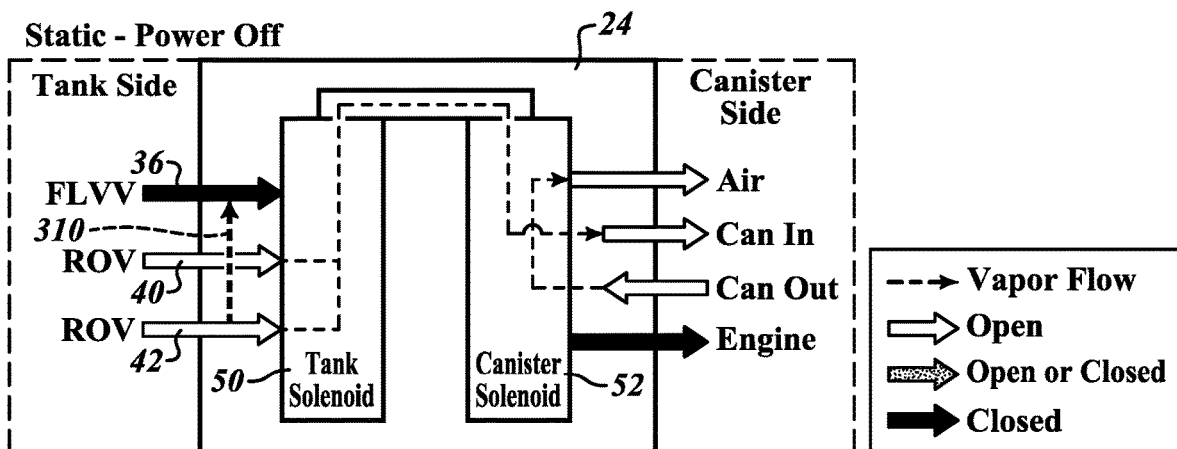 Static - Power Off
24
Tank Side
Canister
Side
36
FLVV
310
ROV
40
ROV
42
50
Tank
Solenoid
Canister
Solenoid
52
Air
Can In
Can Out
Engine
Vapor Flow
Open
Open or Closed
Closed